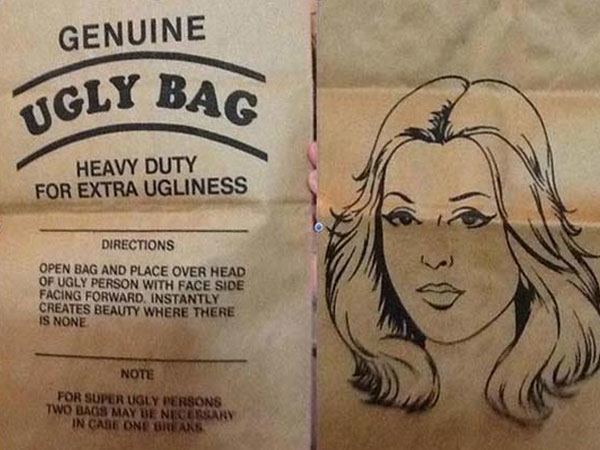 GENUINE
UGLY BAG
HEAVY DUTY
FOR EXTRA UGLINESS
DIRECTIONS
OPEN BAG AND PLACE OVER HEAD
OF UGLY PERSON WITH FACE SIDE
FACING FORWARD. INSTANTLY
CREATES BEAUTY WHERE THERE
IS NONE
NOTE
FOR SUPER UGLY PERSONS
TWO BAGS MAY BE NECESSARY
IN CASE ONE BREAKS